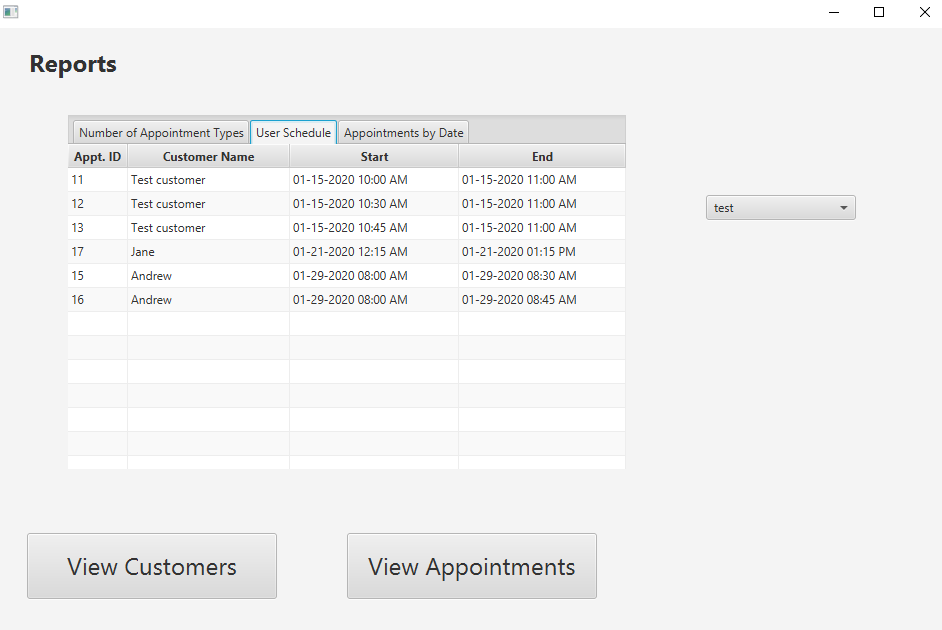 Reports
Number of Appointment Types User Schedule Appointments by Date
Appt. ID Customer Name Start End
11 Test customer 01-15-2020 10:00 AM 01-15-2020 11:00 AM
test
12 Test customer 01-15-2020 10:30 AM 01-15-2020 11:00 AM
13 Test customer 01-15-2020 10:45 AM 01-15-2020 11:00 AM
17 Jane 01-21-2020 12:15 AM 01-21-2020 01:15 PM
15 Andrew 01-29-2020 08:00 AM 01-29-2020 08:30 AM
16 Andrew 01-29-2020 08:00 AM 01-29-2020 08:45 AM
View Customers View Appointments